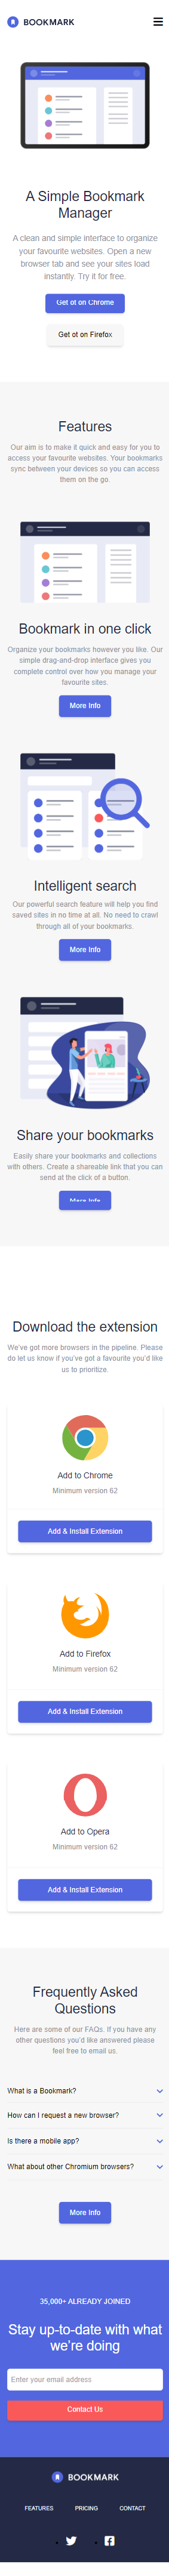 BOOKMARK
A Simple Bookmark
Manager
A clean and simple interface to organize
your favourite websites. Open a new
browser tab and see your sites load
instantly. Try it for free.
Get ot on Chrome
Get ot on Firefox
Features
Our aim is to make it quick and easy for you to
access your favourite websites. Your bookmarks
sync between your devices so you can access
them on the go.
Bookmark in one click
Organize your bookmarks however you like. Our
simple drag-and-drop interface gives you
complete control over how you manage your
favourite sites.
More Info
Intelligent search
Our powerful search feature will help you find
saved sites in no time at all. No need to crawl
through all of your bookmarks.
More Info
Share your bookmarks
Easily share your bookmarks and collections
with others. Create a shareable link that you can
send at the click of a button.
More Info
Download the extension
We've got more browsers in the pipeline. Please
do let us know if you've got a favourite you'd like
us to prioritize.
Add to Chrome
Minimum version 62
Add & Install Extension
Add to Firefox
Minimum version 62
Add & Install Extension
Add to Opera
Minimum version 62
Add & Install Extension
Frequently Asked
Questions
Here are some of our FAQs. If you have any
other questions you'd like answered please
feel free to email us.
What is a Bookmark?
How can I request a new browser?
Is there a mobile app?
What about other Chromium browsers?
More Info
35,000+ ALREADY JOINED
Stay up-to-date with what
we're doing
Enter your email address
Contact Us
BOOKMARK
FEATURES PRICING CONTACT